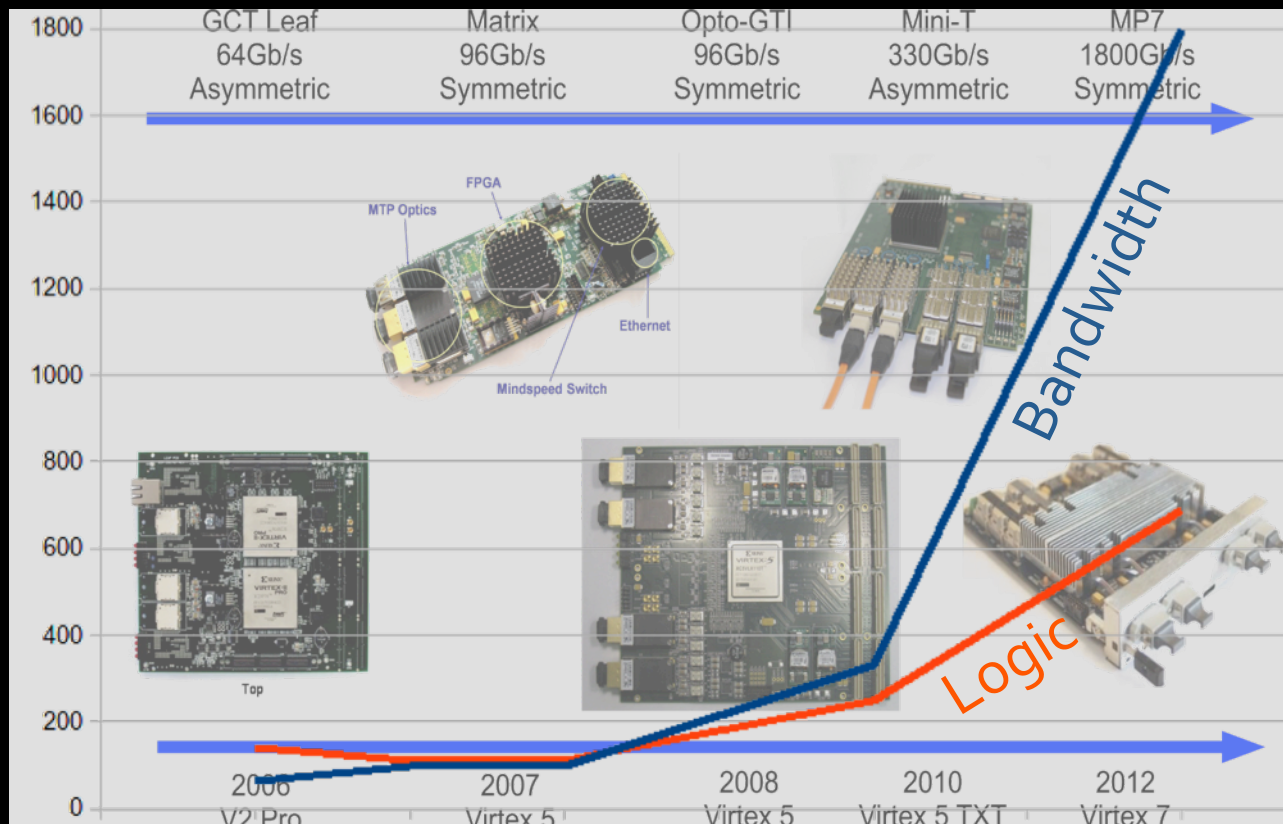 1800
1600
1400
1200
1000
800
600
400
200
0
GCT Leaf
64Gb/s
Asymmetric
Matrix
96Gb/s
Symmetric
Opto-GTI
96Gb/s
Symmetric
Mini-T
330Gb/s
Asymmetric
MP7
1800Gb/s
Symmetric
FPGA
MTP Optics
Ethernet
Mindspeed Switch
Bandwidth
Logic
Top
2006
V2 Pro
2007
Virtex 5
2008
Virtex 5
2010
Virtex 5 TXT
2012
Virtex 7